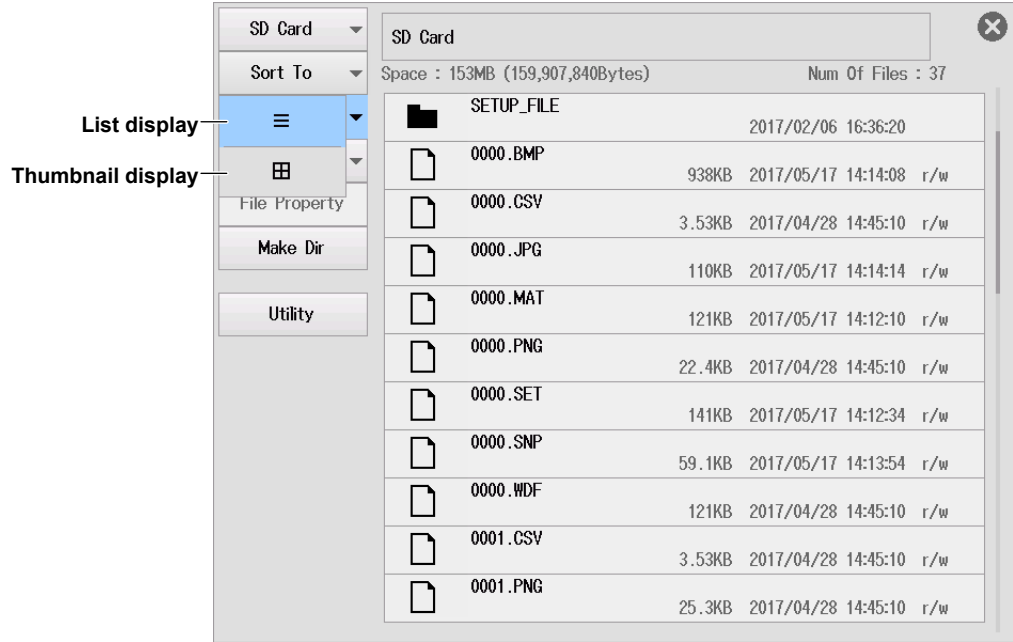 SD Card
SD Card
Sort To
Space : 153MB (159,907,840Bytes) Num Of Files : 37
List display
Thumbnail display
File Property
Make Dir
Utility
SETUP_FILE
2017/02/06 16:36:20
0000.BMP
938KB 2017/05/17 14:14:08 r/w
0000.CSV
3.53KB 2017/04/28 14:45:10 r/w
0000.JPG
110KB 2017/05/17 14:14:14 r/w
0000.MAT
121KB 2017/05/17 14:12:10 r/w
0000.PNG
22.4KB 2017/04/28 14:45:10 r/w
0000.SET
141KB 2017/05/17 14:12:34 r/w
0000.SNP
59.1KB 2017/05/17 14:13:54 r/w
0000.WDF
121KB 2017/04/28 14:45:10 r/w
0001.CSV
3.53KB 2017/04/28 14:45:10 r/w
0001.PNG
25.3KB 2017/04/28 14:45:10 r/w